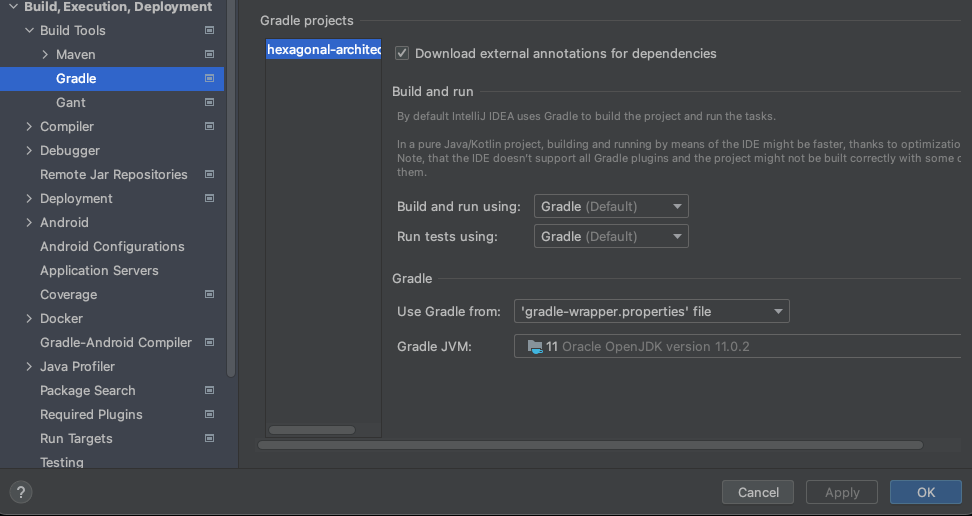 Build, Execution, Deployment
Build Tools
Maven
Gradle
Gant
Compiler
Debugger
Remote Jar Repositories
Deployment
Android
Android Configurations
Application Servers
Coverage
Docker
Gradle-Android Compiler
Java Profiler
Package Search
Required Plugins
Run Targets
Testing
Gradle projects
hexagonal-architec
Download external annotations for dependencies
Build and run
By default IntelliJ IDEA uses Gradle to build the project and run the tasks.
In a pure Java/Kotlin project, building and running by means of the IDE might be faster, thanks to optimizatio
Note, that the IDE doesn't support all Gradle plugins and the project might not be built correctly with some
them.
Build and run using: Gradle (Default)
Run tests using: Gradle (Default)
Gradle
Use Gradle from: 'gradle-wrapper.properties' file
Gradle JVM: 11 Oracle OpenJDK version 11.0.2
? Cancel Apply OK